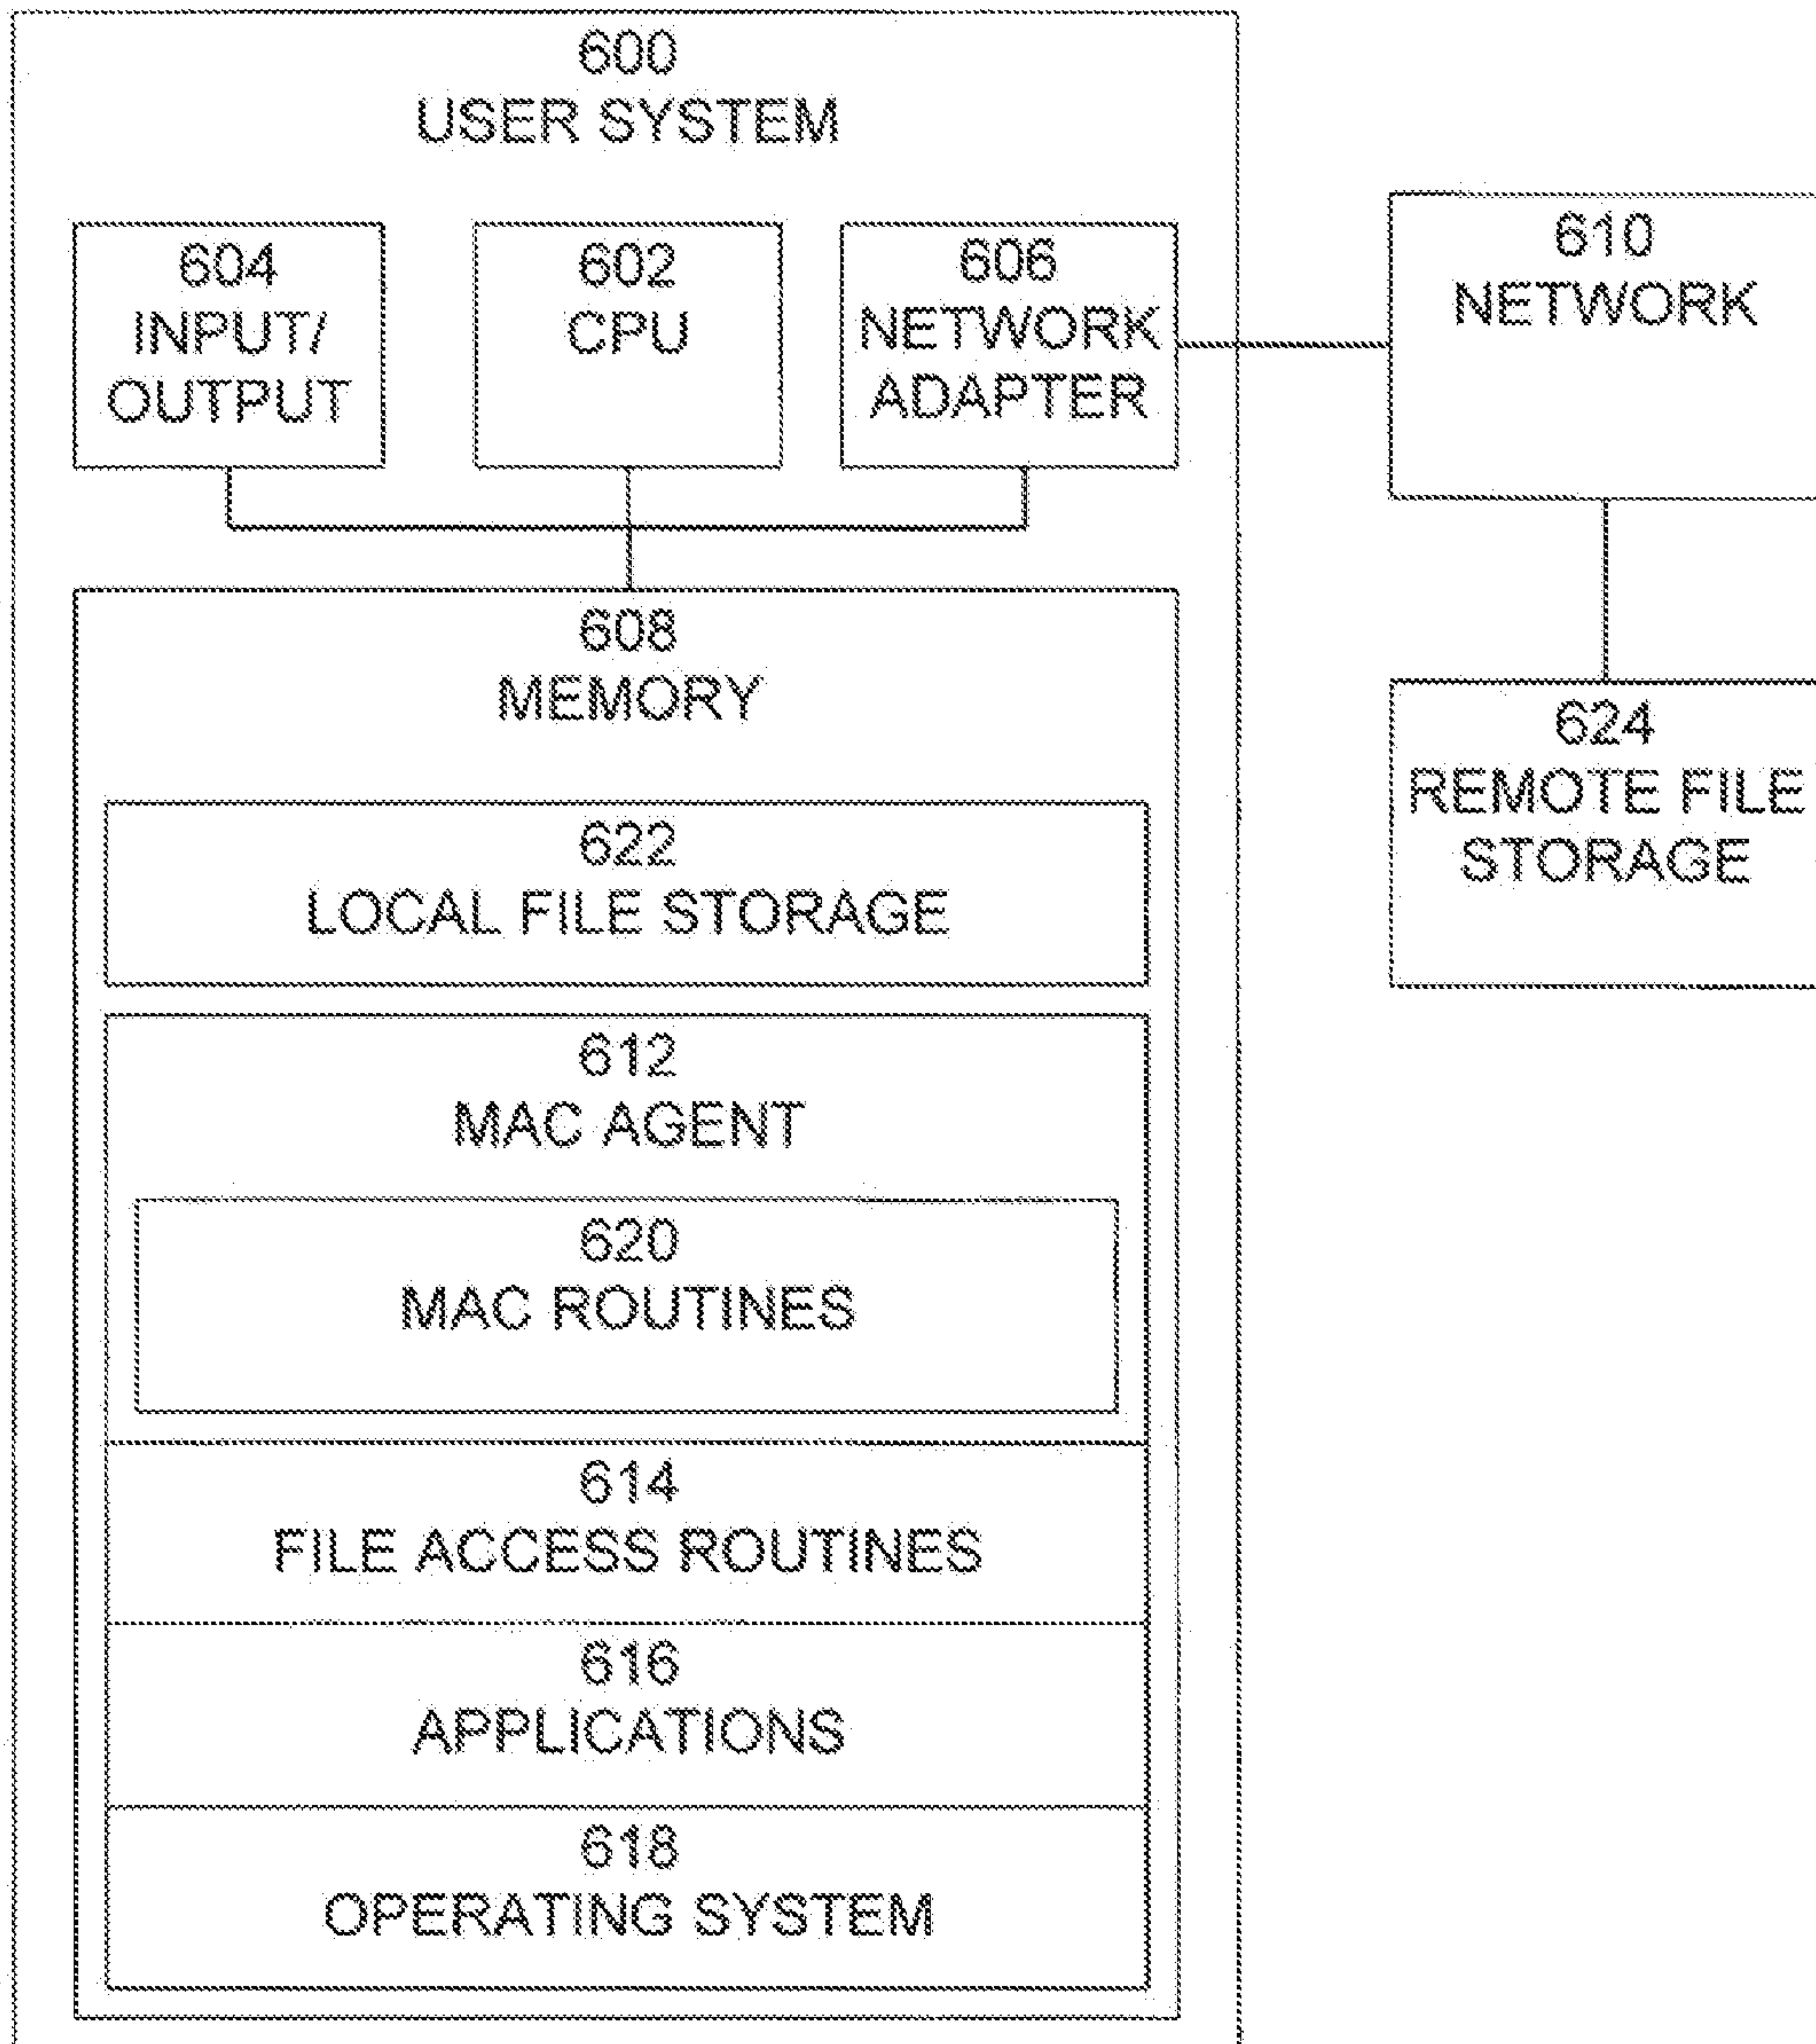 600
USER SYSTEM
604
INPUT/
OUTPUT
602
CPU
606
NETWORK
ADAPTER
610
NETWORK
608
MEMORY
624
REMOTE FILE
STORAGE
622
LOCAL FILE STORAGE
612
MAC AGENT
620
MAC ROUTINES
614
FILE ACCESS ROUTINES
616
APPLICATIONS
618
OPERATING SYSTEM